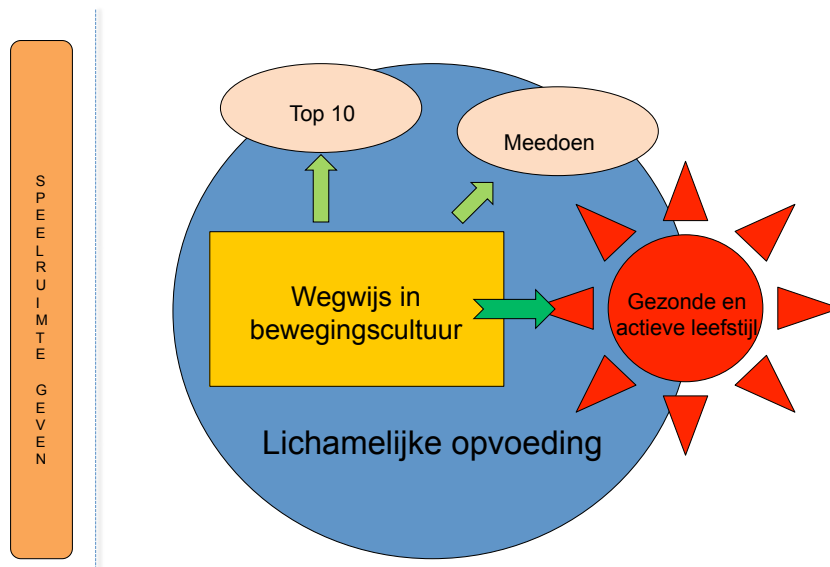 SPEELRUIMTE GEVEN
Top 10
Meedoen
Wegwijs in
bewegingscultuur
Gezonde en
actieve leefstijl
Lichamelijke opvoeding